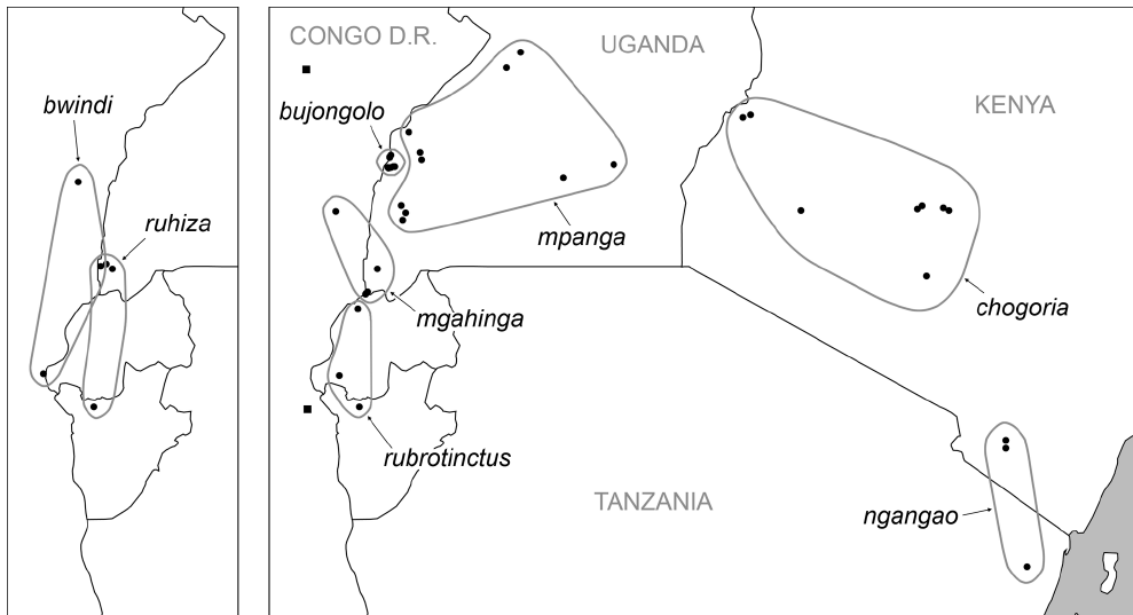 bwindi
ruhiza
CONGO D.R.
UGANDA
KENYA
bujongolo
mpanga
mgahinga
chogoria
rubrotinctus
TANZANIA
ngangao